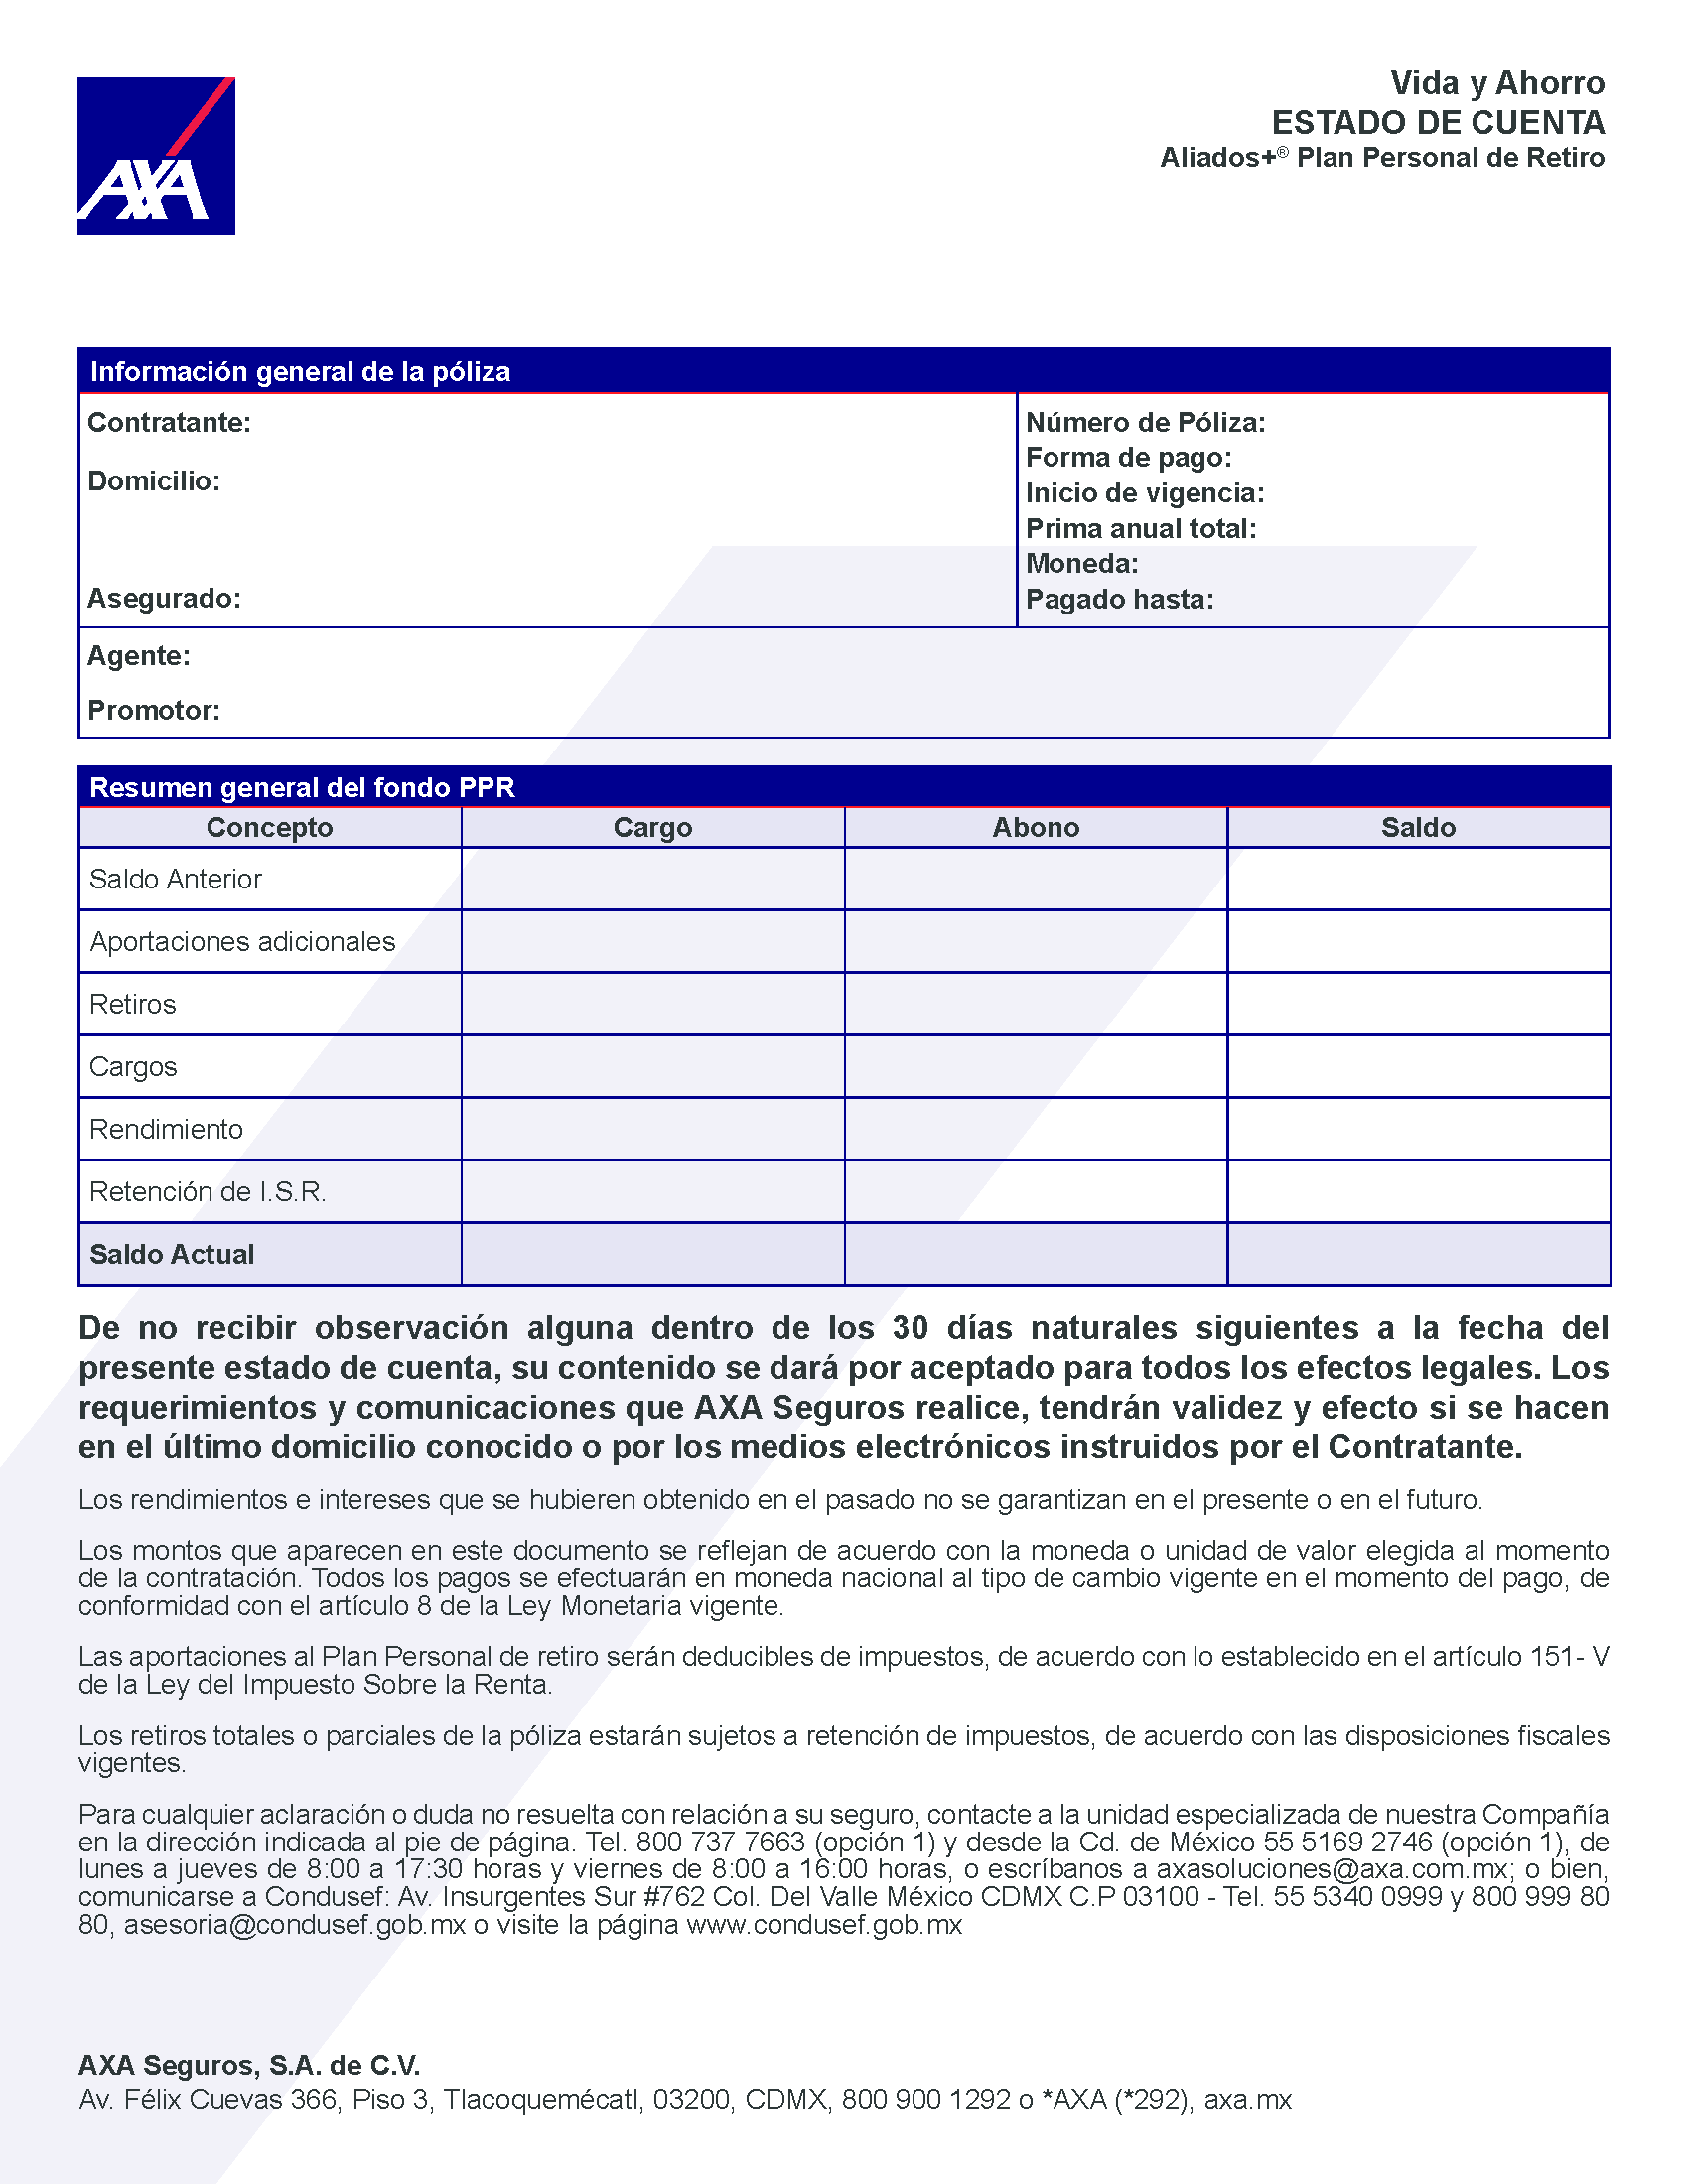 AXA
Vida y Ahorro
ESTADO DE CUENTA
Aliados+® Plan Personal de Retiro
Información general de la póliza
Contratante:
Domicilio:
Asegurado:
Número de Póliza:
Forma de pago:
Inicio de vigencia:
Prima anual total:
Moneda:
Pagado hasta:
Agente:
Promotor:
Resumen general del fondo PPR
Concepto Cargo Abono Saldo
Saldo Anterior
Aportaciones adicionales
Retiros
Cargos
Rendimiento
Retención de I.S.R.
Saldo Actual
De no recibir observación alguna dentro de los 30 días naturales siguientes a la fecha del
presente estado de cuenta, su contenido se dará por aceptado para todos los efectos legales. Los
requerimientos y comunicaciones que AXA Seguros realice, tendrán validez y efecto si se hacen
en el último domicilio conocido o por los medios electrónicos instruidos por el Contratante.
Los rendimientos e intereses que se hubieren obtenido en el pasado no se garantizan en el presente o en el futuro.
Los montos que aparecen en este documento se reflejan de acuerdo con la moneda o unidad de valor elegida al momento
de la contratación. Todos los pagos se efectuarán en moneda nacional al tipo de cambio vigente en el momento del pago, de
conformidad con el artículo 8 de la Ley Monetaria vigente.
Las aportaciones al Plan Personal de retiro serán deducibles de impuestos, de acuerdo con lo establecido en el artículo 151- V
de la Ley del Impuesto Sobre la Renta.
Los retiros totales o parciales de la póliza estarán sujetos a retención de impuestos, de acuerdo con las disposiciones fiscales
vigentes.
Para cualquier aclaración o duda no resuelta con relación a su seguro, contacte a la unidad especializada de nuestra Compañía
en la dirección indicada al pie de página. Tel. 800 737 7663 (opción 1) y desde la Cd. de México 55 5169 2746 (opción 1), de
lunes a jueves de 8:00 a 17:30 horas y viernes de 8:00 a 16:00 horas, o escríbanos a axasoluciones@axa.com.mx; o bien,
comunicarse a Condusef: Av. Insurgentes Sur #762 Col. Del Valle México CDMX C.P 03100 - Tel. 55 5340 0999 y 800 999 80
80, asesoria@condusef.gob.mx o visite la página www.condusef.gob.mx
AXA Seguros, S.A. de C.V.
Av. Félix Cuevas 366, Piso 3, Tlacoquemécatl, 03200, CDMX, 800 900 1292 o *AXA (*292), axa.mx